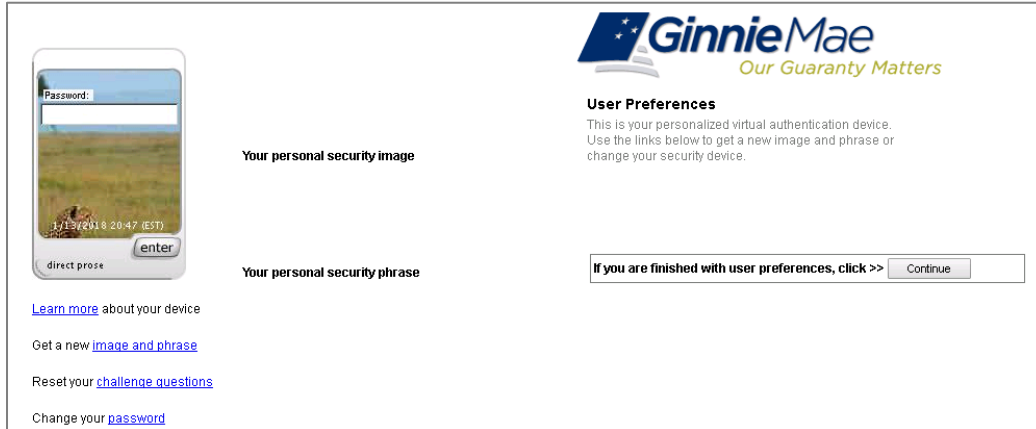 GinnieMae
Our Guaranty Matters
Password:
1/13/2018 20:47 (EST)
enter
direct prose
Your personal security image
Your personal security phrase
User Preferences
This is your personalized virtual authentication device.
Use the links below to get a new image and phrase or
change your security device.
If you are finished with user preferences, click >> Continue
Learn more about your device
Get a new image and phrase
Reset your challenge questions
Change your password